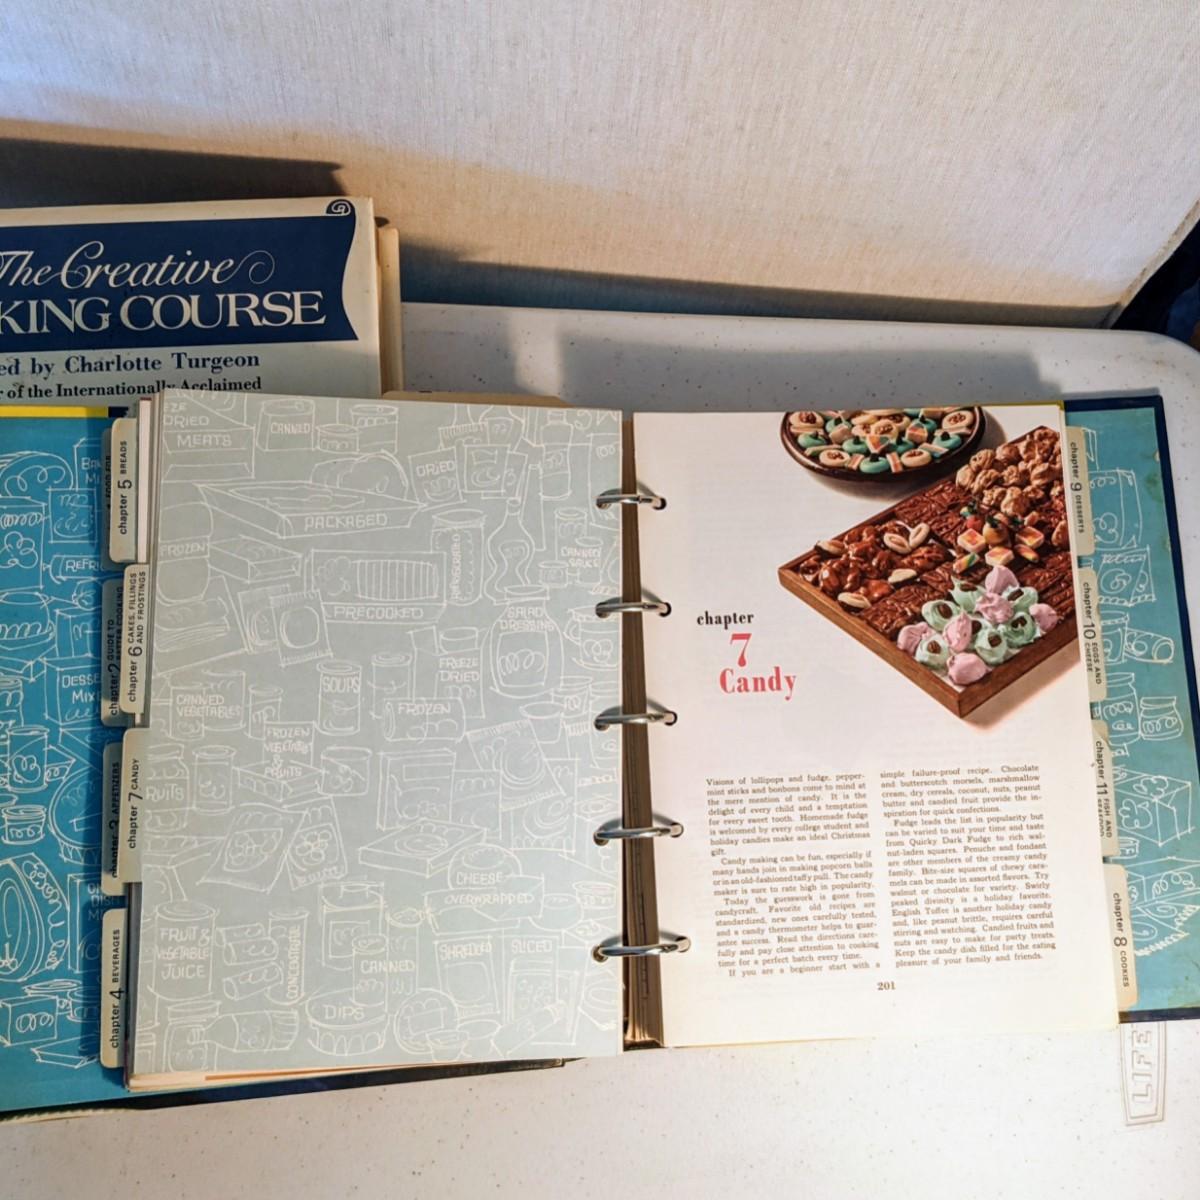 The Creative
KING COURSE
ed by Charlotte Turgeon
r of the Internationally Acclaimed
chapter 5 BREADS
chapter 2 GUIDE TO
chapter 6 CAKES, FILLINGS
AND FROSTINGS
chapter 3 APPETIZERS
chapter 7 CANDY
chapter 4 BEVERAGES
DESSE
MIX
REFRI
EZE
DRIED
MEATS
CANNED
DRIED
PACKAGED
FROZEN
PRECOOKED
CANNED
SAUCE
SALAD
DRESSING
FREEZE
DRIED
SOUPS
CANNED
VEGETABLES
FROZEN
FROZEN
VEGETABLES
FRUITS
RUITS
CHEESE
OVERWRAPPED
FRUIT &
VEGETABLE
JUICE
CONCENTRATE
CANNED
SHREDDED
SLICED
DIPS
chapter
7
Candy
Visions of lollipops and fudge, pepper-
mint sticks and bonbons come to mind at
the mere mention of candy. It is the
delight of every child and a temptation
for every sweet tooth. Homemade fudge
is welcomed by every college student and
holiday candies make an ideal Christmas
gift.
Candy making can be fun, especially if
many hands join in making popcorn balls
or in an old-fashioned taffy pull. The candy
maker is sure to rate high in popularity.
Today the guesswork is gone from
candycraft. Favorite old recipes are
standardized, new ones carefully tested,
and a candy thermometer helps to guar-
antee success. Read the directions care-
fully and pay close attention to cooking
time for a perfect batch every time.
If you are a beginner start with a
simple failure-proof recipe. Chocolate
and butterscotch morsels, marshmallow
cream, dry cereals, coconut, nuts, peanut
butter and candied fruit provide the in-
spiration for quick confections.
Fudge leads the list in popularity but
can be varied to suit your time and taste
from Quicky Dark Fudge to rich wal-
nut-laden squares. Penuche and fondant
are other members of the creamy candy
family. Bite-size squares of chewy cara-
mels can be made in assorted flavors. Try
walnut or chocolate for variety. Swirly
peaked divinity is a holiday favorite.
English Toffee is another holiday candy
and, like peanut brittle, requires careful
stirring and watching. Candied fruits and
nuts are easy to make for party treats.
Keep the candy dish filled for the eating
pleasure of your family and friends.
201
chapter 9 DESSERTS
chapter 10 EGGS AND
CHEESE
chapter 11 FISH AND
chapter 8 COOKIES
LIFE